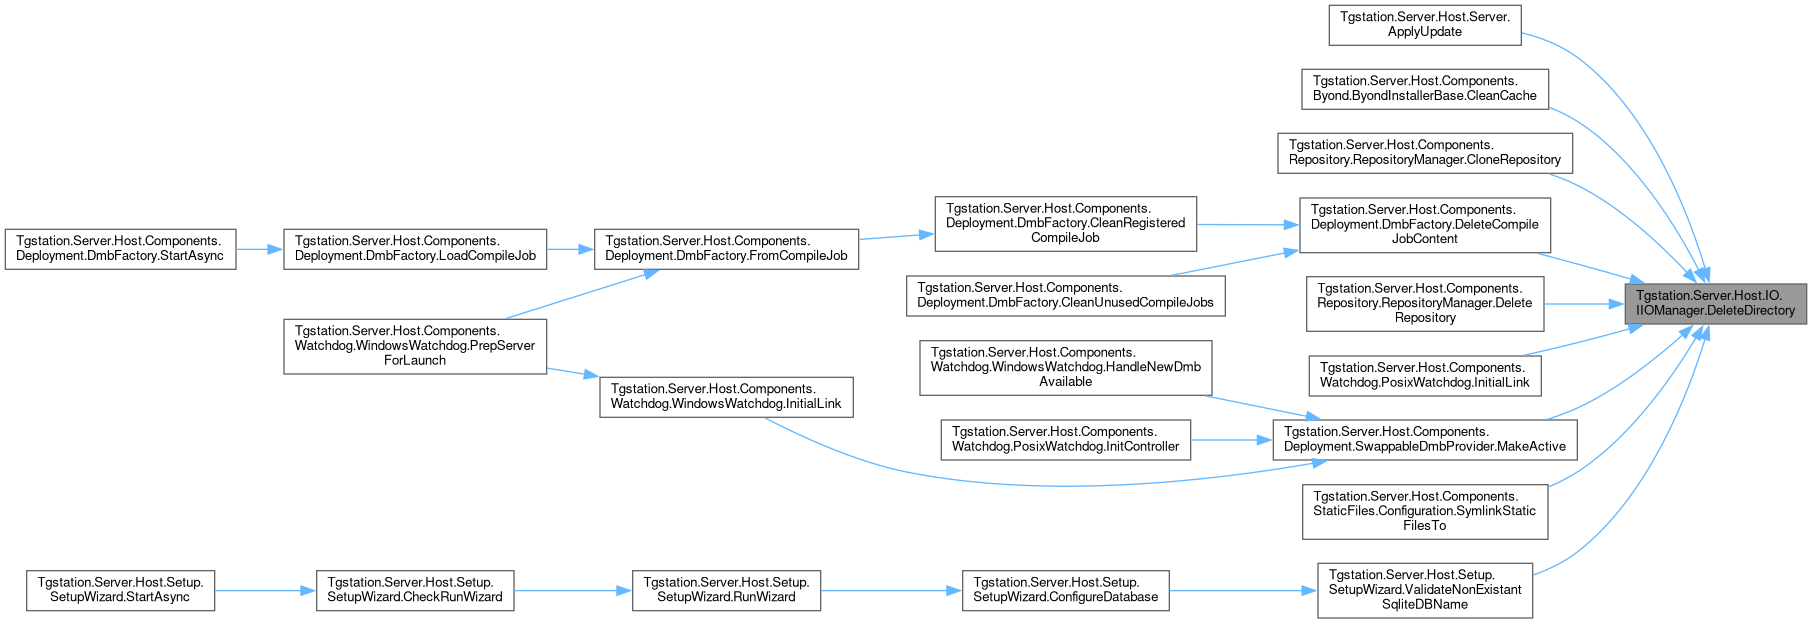 Tgstation.Server.Host.Server.
ApplyUpdate
Tgstation.Server.Host.Components.
Byond.ByondInstallerBase.CleanCache
Tgstation.Server.Host.Components.
Repository.RepositoryManager.CloneRepository
Tgstation.Server.Host.Components.
Deployment.DmbFactory.StartAsync
Tgstation.Server.Host.Components.
Deployment.DmbFactory.LoadCompileJob
Tgstation.Server.Host.Components.
Deployment.DmbFactory.FromCompileJob
Tgstation.Server.Host.Components.
Deployment.DmbFactory.CleanRegistered
CompileJob
Tgstation.Server.Host.Components.
Deployment.DmbFactory.DeleteCompile
JobContent
Tgstation.Server.Host.Components.
Deployment.DmbFactory.CleanUnusedCompileJobs
Tgstation.Server.Host.Components.
Repository.RepositoryManager.Delete
Repository
Tgstation.Server.Host.IO.
IIOManager.DeleteDirectory
Tgstation.Server.Host.Components.
Watchdog.WindowsWatchdog.PrepServer
ForLaunch
Tgstation.Server.Host.Components.
Watchdog.WindowsWatchdog.HandleNewDmb
Available
Tgstation.Server.Host.Components.
Watchdog.PosixWatchdog.InitialLink
Tgstation.Server.Host.Components.
Watchdog.WindowsWatchdog.InitialLink
Tgstation.Server.Host.Components.
Watchdog.PosixWatchdog.InitController
Tgstation.Server.Host.Components.
Deployment.SwappableDmbProvider.MakeActive
Tgstation.Server.Host.Components.
StaticFiles.Configuration.SymlinkStatic
FilesTo
Tgstation.Server.Host.Setup.
SetupWizard.StartAsync
Tgstation.Server.Host.Setup.
SetupWizard.CheckRunWizard
Tgstation.Server.Host.Setup.
SetupWizard.RunWizard
Tgstation.Server.Host.Setup.
SetupWizard.ConfigureDatabase
Tgstation.Server.Host.Setup.
SetupWizard.ValidateNonExistant
SqliteDBName